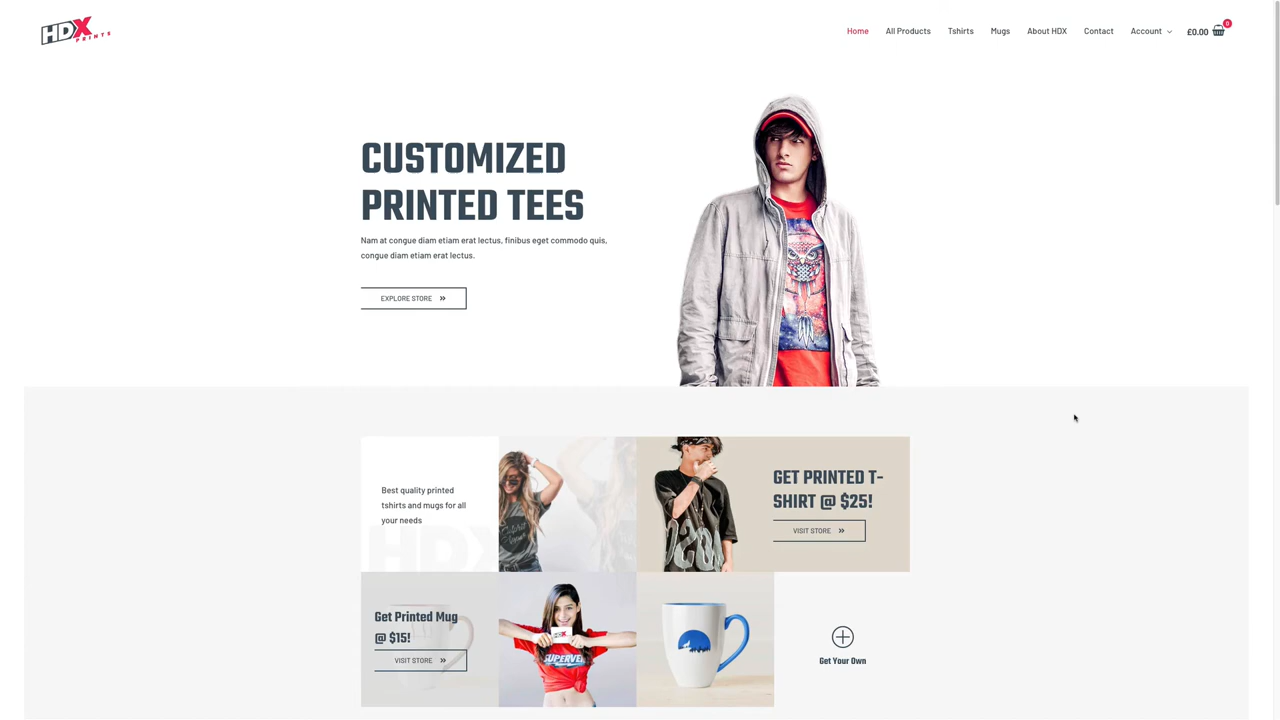 HDX
PRINTS
Home
All Products
Tshirts
Mugs
About HDX
Contact
Account
£0.00
0
CUSTOMIZED
PRINTED TEES
Nam at congue diam etiam erat lectus, finibus eget commodo quis,
congue diam etiam erat lectus.
EXPLORE STORE
Best quality printed
tshirts and mugs for all
your needs
HDX
GET PRINTED T-
SHIRT @ $25!
VISIT STORE
Get Printed Mug
@ $15!
VISIT STORE
Get Your Own